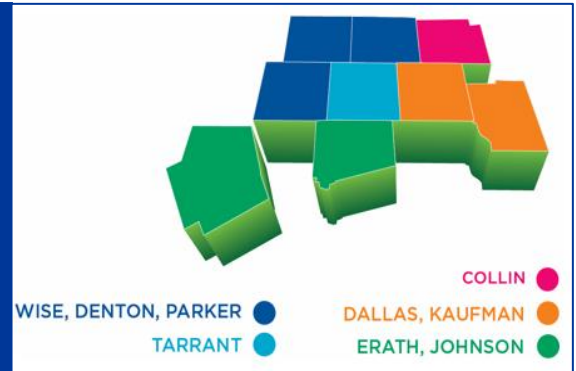 COLLIN
WISE, DENTON, PARKER
DALLAS, KAUFMAN
TARRANT
ERATH, JOHNSON